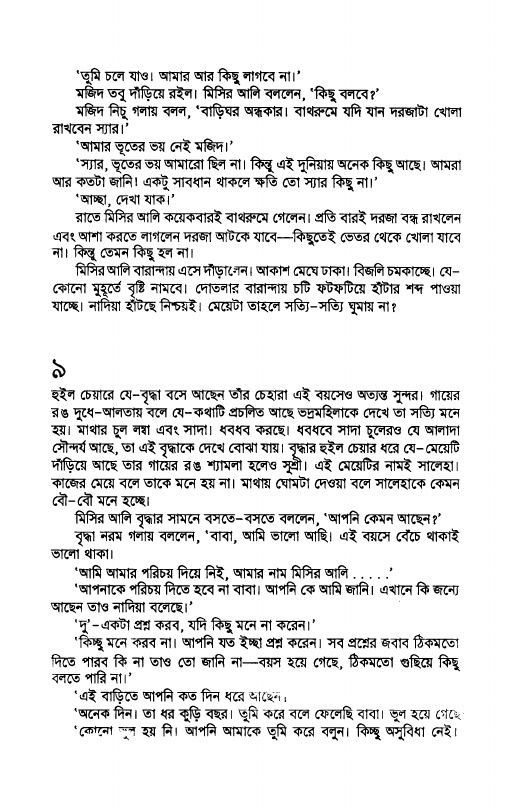 ‘তুমি চলে যাও। আমার আর কিছু লাগবে না।’
মজিদ তবু দাঁড়িয়ে রইল। মিসির আলি বললেন, ‘কিছু বলবে?’
মজিদ নিচু গলায় বলল, ‘বাড়িঘর অন্ধকার। বাথরুমে যদি যান দরজাটা খোলা
রাখবেন স্যার।’
‘আমার ভূতের ভয় নেই মজিদ।’
‘স্যার, ভূতের ভয় আমারো ছিল না। কিন্তু এই দুনিয়ায় অনেক কিছু আছে। আমরা
আর কতটা জানি। একটু সাবধান থাকলে ক্ষতি তো স্যার কিছু না।’
‘আচ্ছা, দেখা যাক।’
রাতে মিসির আলি কয়েকবারই বাথরুমে গেলেন। প্রতি বারই দরজা বন্ধ রাখলেন
এবং আশা করতে লাগলেন দরজা আটকে যাবে—কিছুতেই ভেতর থেকে খোলা যাবে
না। কিন্তু তেমন কিছু হল না।
মিসির আলি বারান্দায় এসে দাঁড়ালেন। আকাশ মেঘে ঢাকা। বিজলি চমকাচ্ছে। যে-
কোনো মুহূর্তে বৃষ্টি নামবে। দোতলার বারান্দায় চটি ফটফটিয়ে হাঁটার শব্দ পাওয়া
যাচ্ছে। নাদিয়া হাঁটছে নিশ্চয়ই। মেয়েটা তাহলে সত্যি-সত্যি ঘুমায় না?
৯
হুইল চেয়ারে যে-বৃদ্ধা বসে আছেন তাঁর চেহারা এই বয়সেও অত্যন্ত সুন্দর। গায়ের
রঙ দুধে-আলতায় বলে যে-কথাটি প্রচলিত আছে ভদ্রমহিলাকে দেখে তা সত্যি মনে
হয়। মাথার চুল লম্বা এবং সাদা। ধবধব করছে। ধবধবে সাদা চুলেরও যে আলাদা
সৌন্দর্য আছে, তা এই বৃদ্ধাকে দেখে বোঝা যায়। বৃদ্ধার হুইল চেয়ার ধরে যে-মেয়েটি
দাঁড়িয়ে আছে তার গায়ের রঙ শ্যামলা হলেও সুশ্রী। এই মেয়েটির নামই সালেহা।
কাজের মেয়ে বলে তাকে মনে হয় না। মাথায় ঘোমটা দেওয়া বলে সালেহাকে কেমন
বৌ-বৌ মনে হচ্ছে।
মিসির আলি বৃদ্ধার সামনে বসতে-বসতে বললেন, ‘আপনি কেমন আছেন?’
বৃদ্ধা নরম গলায় বললেন, ‘বাবা, আমি ভালো আছি। এই বয়সে বেঁচে থাকাই
ভালো থাকা।
‘আমি আমার পরিচয় দিয়ে নিই, আমার নাম মিসির আলি .....’
‘আপনাকে পরিচয় দিতে হবে না বাবা। আপনি কে আমি জানি। এখানে কি জন্যে
আছেন তাও নাদিয়া বলেছে।’
‘দু’-একটা প্রশ্ন করব, যদি কিছু মনে না করেন।’
‘কিচ্ছু মনে করব না। আপনি যত ইচ্ছা প্রশ্ন করেন। সব প্রশ্নের জবাব ঠিকমতো
দিতে পারব কি না তাও তো জানি না—বয়স হয়ে গেছে, ঠিকমতো গুছিয়ে কিছু
বলতে পারি না।’
‘এই বাড়িতে আপনি কত দিন ধরে আছেন।
‘অনেক দিন। তা ধর কুড়ি বছর। তুমি করে বলে ফেলেছি বাবা। ভুল হয়ে গেছে
‘কোনো ভুল হয় নি। আপনি আমাকে তুমি করে বলুন। কিচ্ছু অসুবিধা নেই।